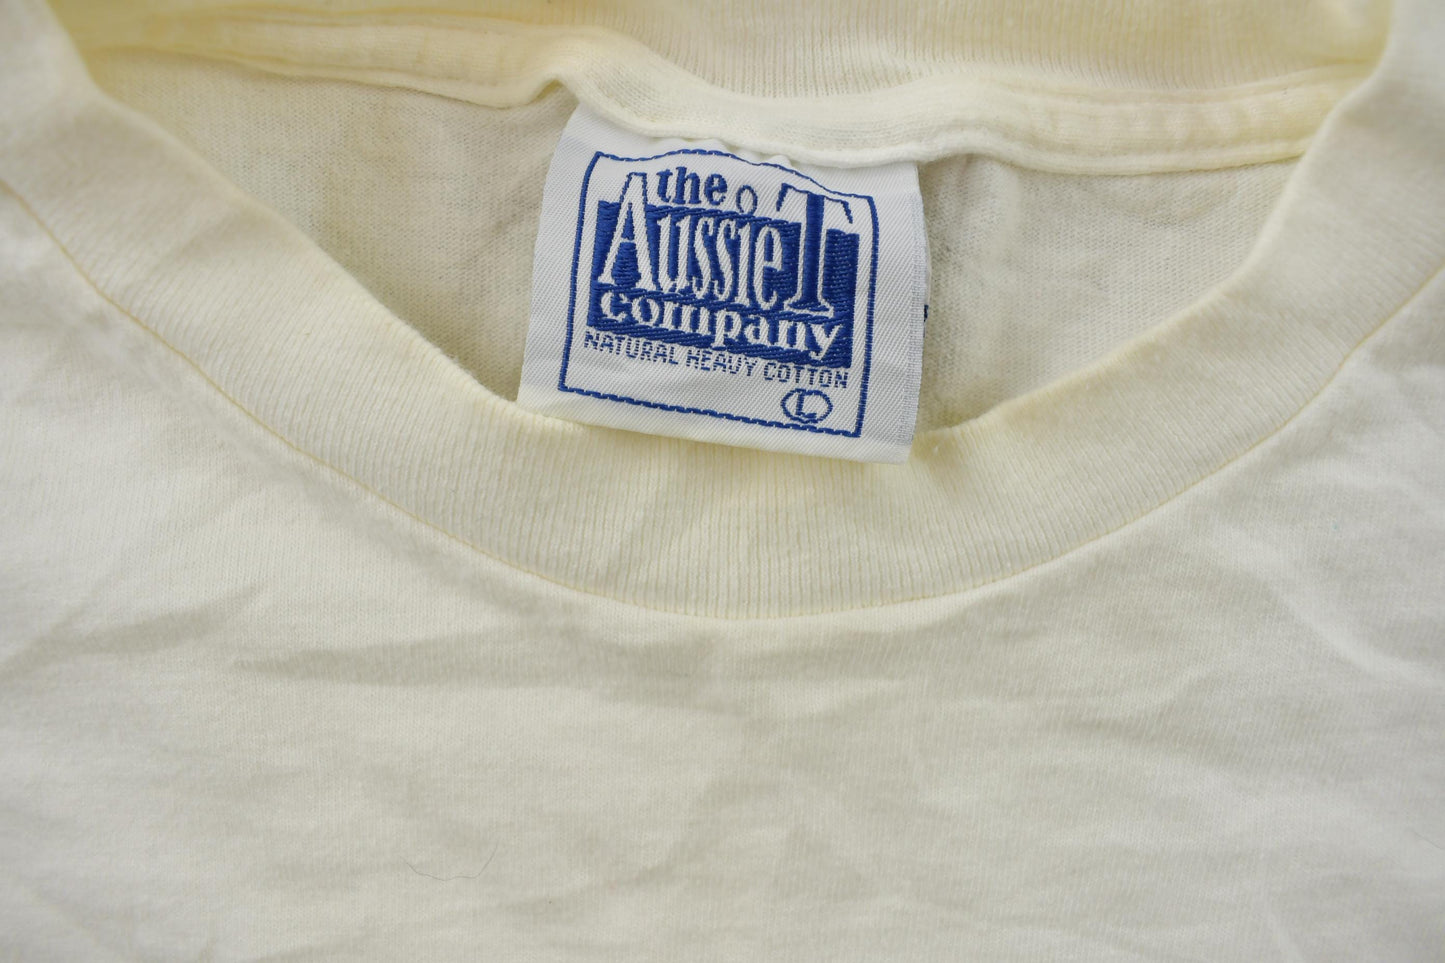 the
Aussie T
company
NATURAL HEAVY COTTON
L